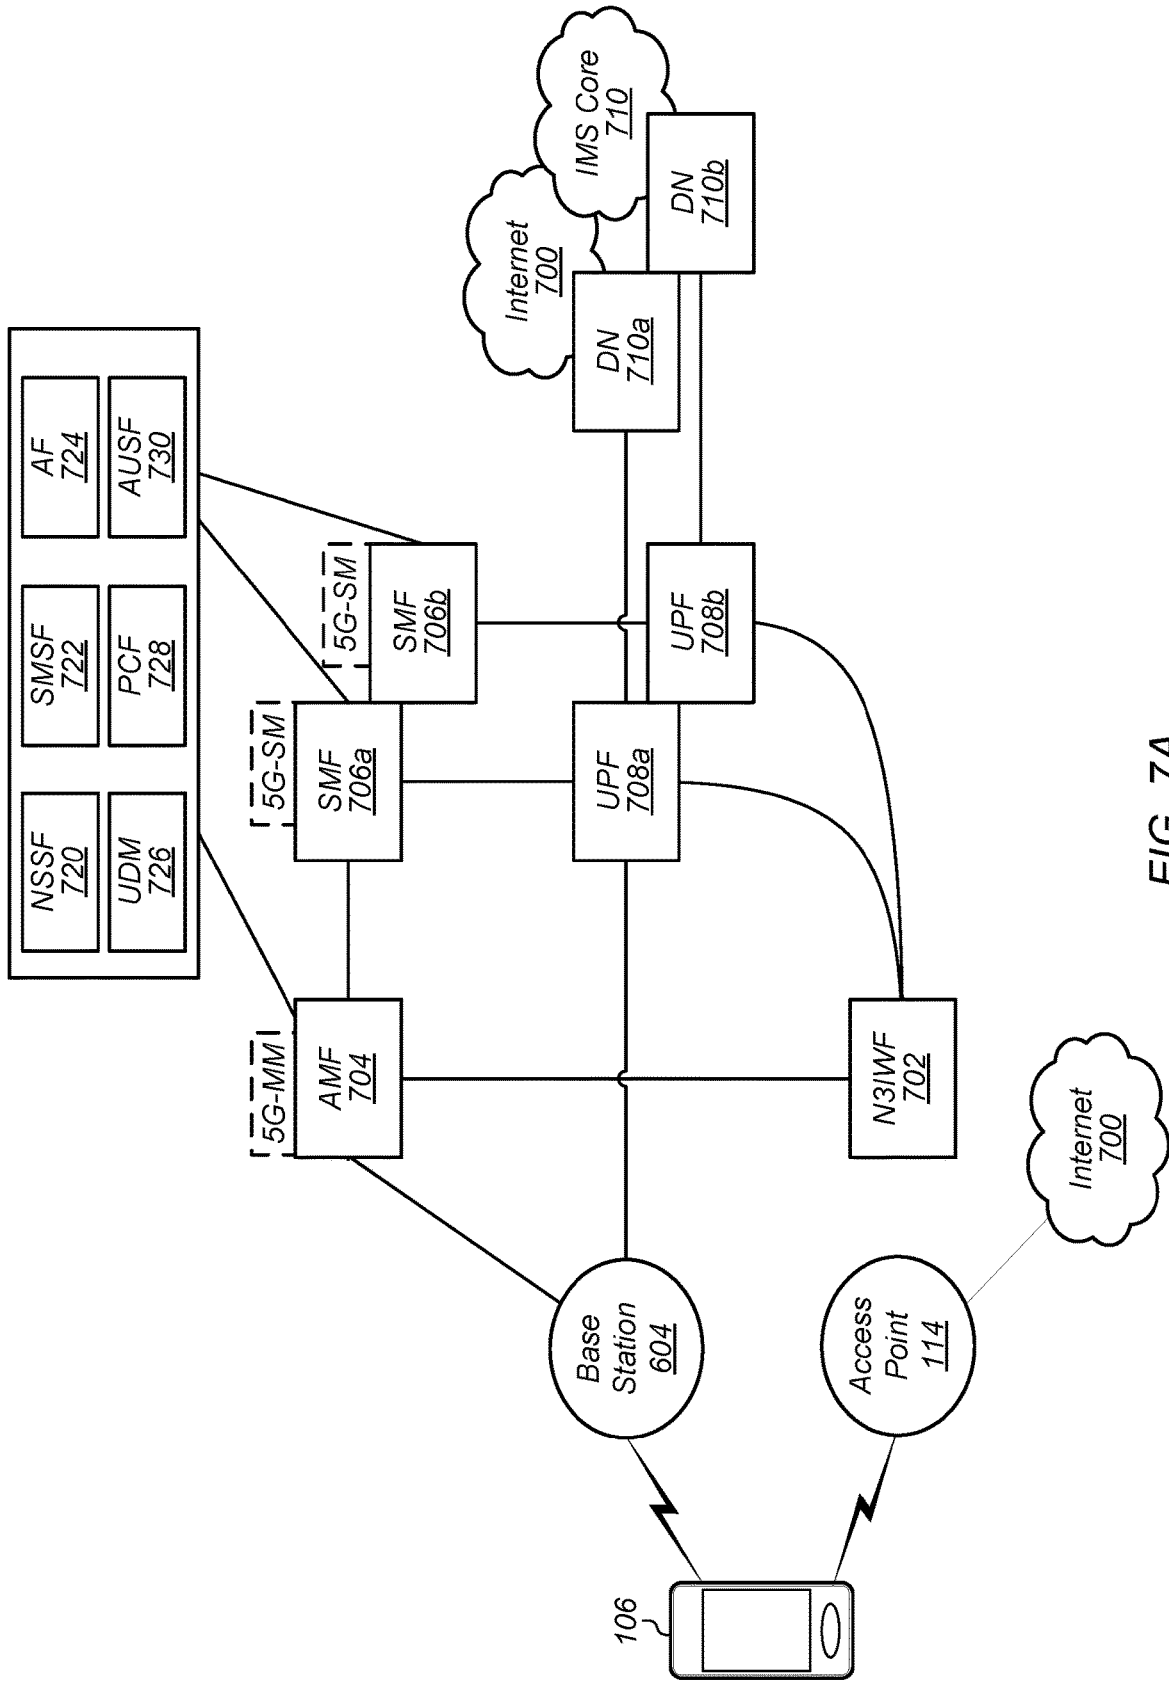 NSSF
720
SMSF
722
AF
724
UDM
726
PCF
728
AUSF
730
5G-MM
AMF
704
5G-SM
SMF
706a
5G-SM
SMF
706b
Internet
700
IMS Core
710
Base
Station
604
UPF
708a
UPF
708b
DN
710a
DN
710b
106
Access
Point
114
N3IWF
702
Internet
700
FIG. 7A